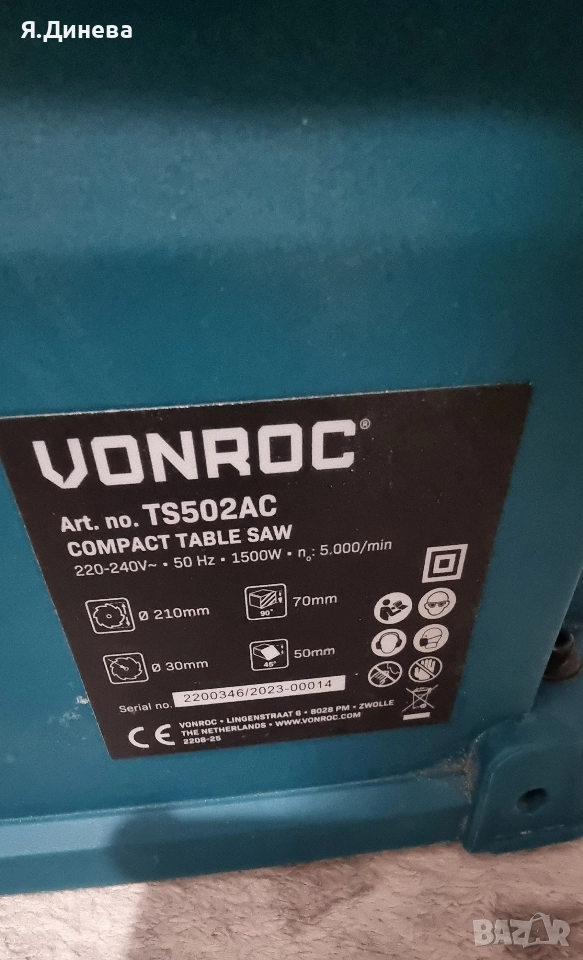 Я.Динева
VONROC®
Art. no. TS502AC
COMPACT TABLE SAW
220-240V~ • 50 Hz • 1500W • n₀: 5.000/min
Ø 210mm
90°
70mm
Ø 30mm
45°
50mm
Serial no. 2200346/2023-00014
CE
VONROC • LINGENSTRAAT 6 • 8028 PM • ZWOLLE
THE NETHERLANDS • WWW.VONROC.COM
2208-25
BAZAR